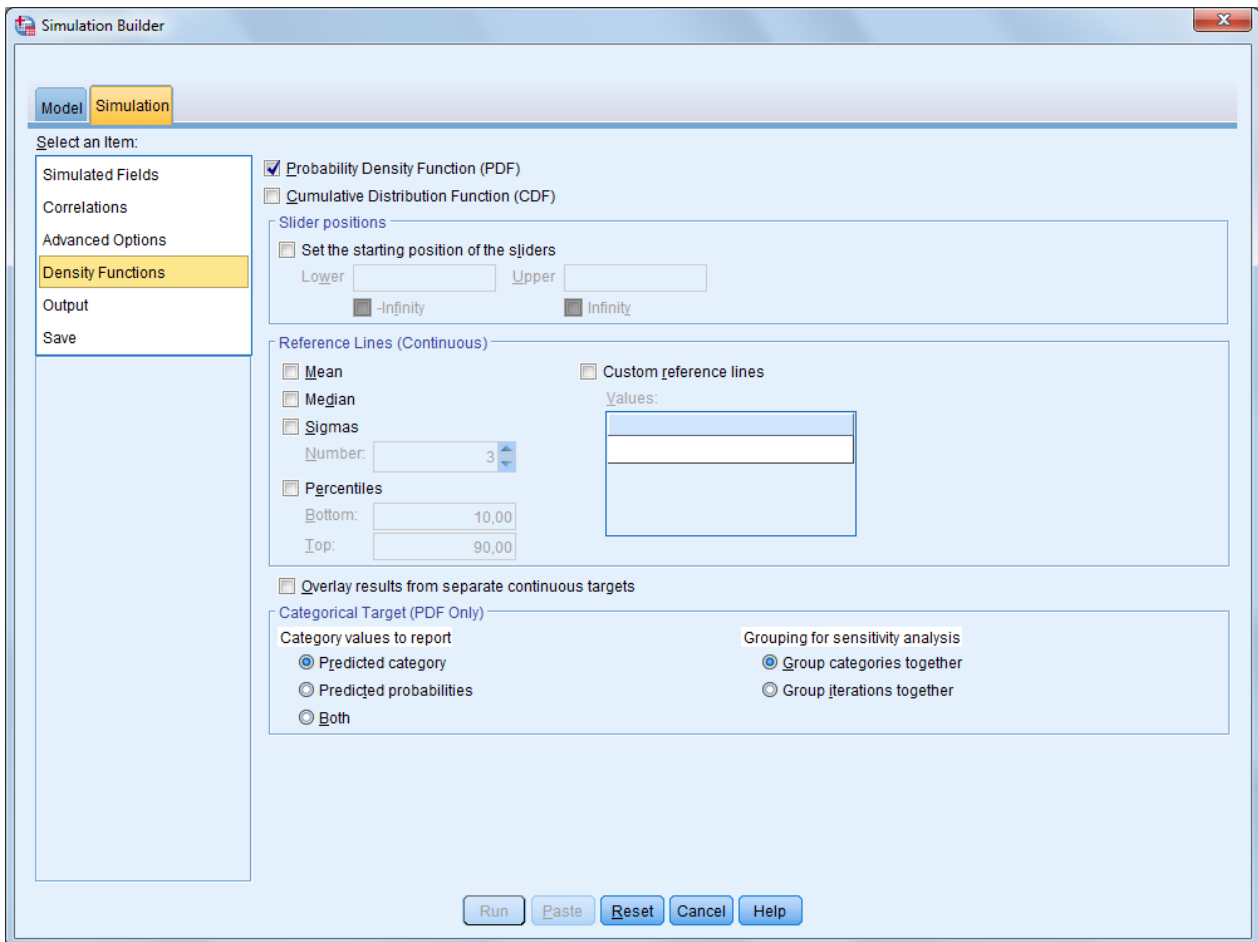 Simulation Builder
Model Simulation
Select an Item:
Simulated Fields
Correlations
Advanced Options
Density Functions
Output
Save
Probability Density Function (PDF)
Cumulative Distribution Function (CDF)
Slider positions
Set the starting position of the sliders
Lower Upper
-Infinity Infinity
Reference Lines (Continuous)
Mean
Median
Sigmas
Number: 3
Percentiles
Bottom: 10,00
Top: 90,00
Custom reference lines
Values:
Overlay results from separate continuous targets
Categorical Target (PDF Only)
Category values to report
Predicted category
Predicted probabilities
Both
Grouping for sensitivity analysis
Group categories together
Group iterations together
Run Paste Reset Cancel Help